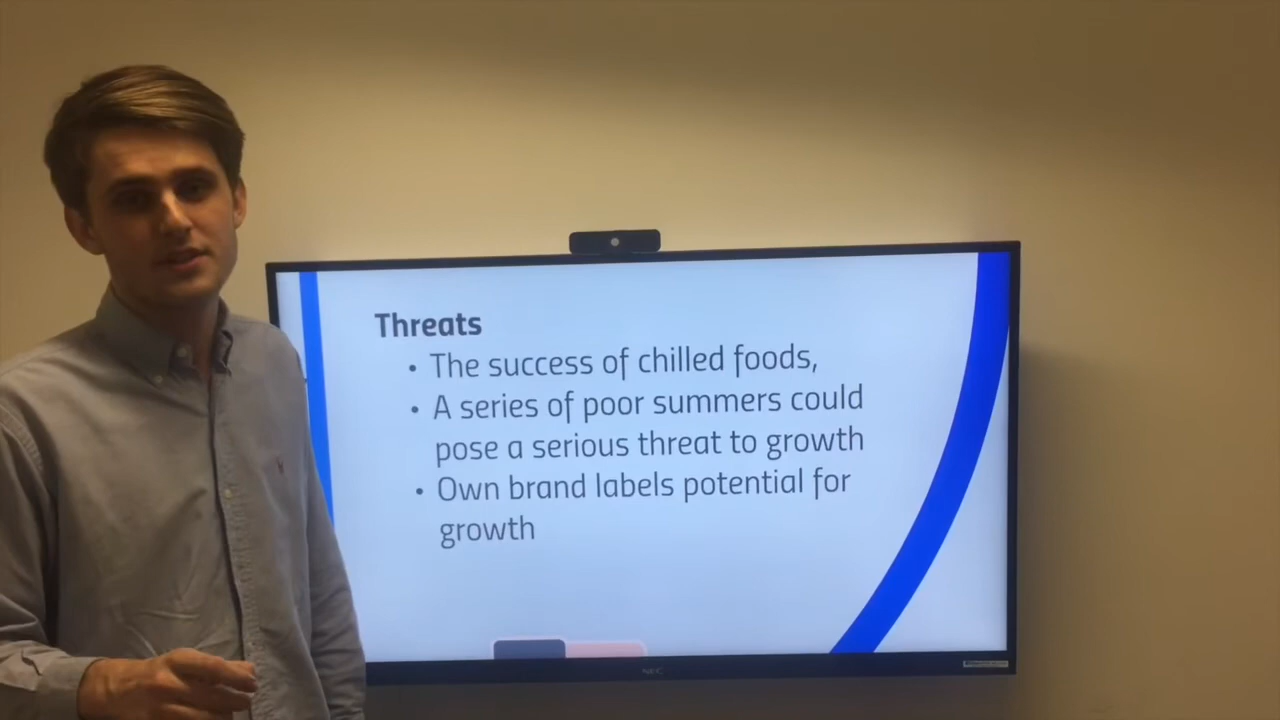 Threats
• The success of chilled foods,
• A series of poor summers could
pose a serious threat to growth
• Own brand labels potential for
growth
NEC